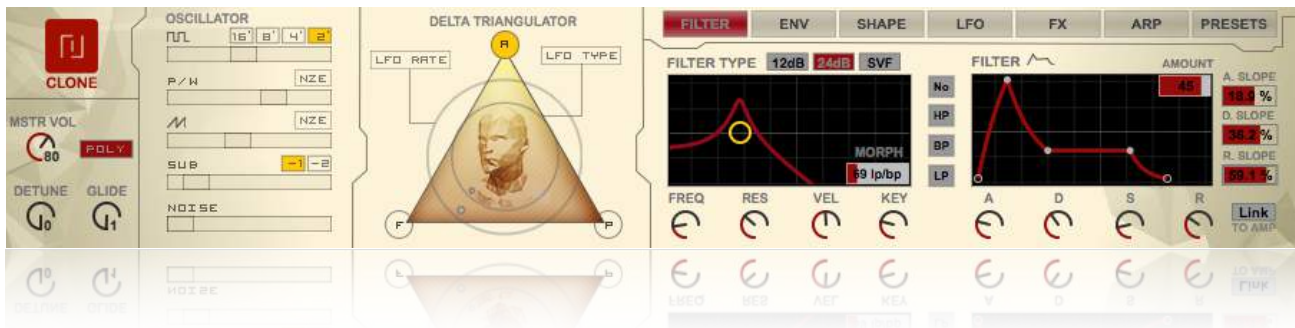 CLONE
MSTR VOL
80
POLY
DETUNE GLIDE
0 1
OSCILLATOR
16' 8' 4' 2'
P/W NZE
NZE
SUB -1 -2
NOISE
DELTA TRIANGULATOR
LFO RATE
A
LFO TYPE
F
P
FILTER ENV SHAPE LFO FX ARP PRESETS
FILTER TYPE 12dB 24dB SVF
No
HP
BP
LP
MORPH
69 lp/bp
FREQ RES VEL KEY
FILTER
AMOUNT
45
A. SLOPE
18.9 %
D. SLOPE
36.2 %
R. SLOPE
59.1 %
A D S R
Link
TO AMP